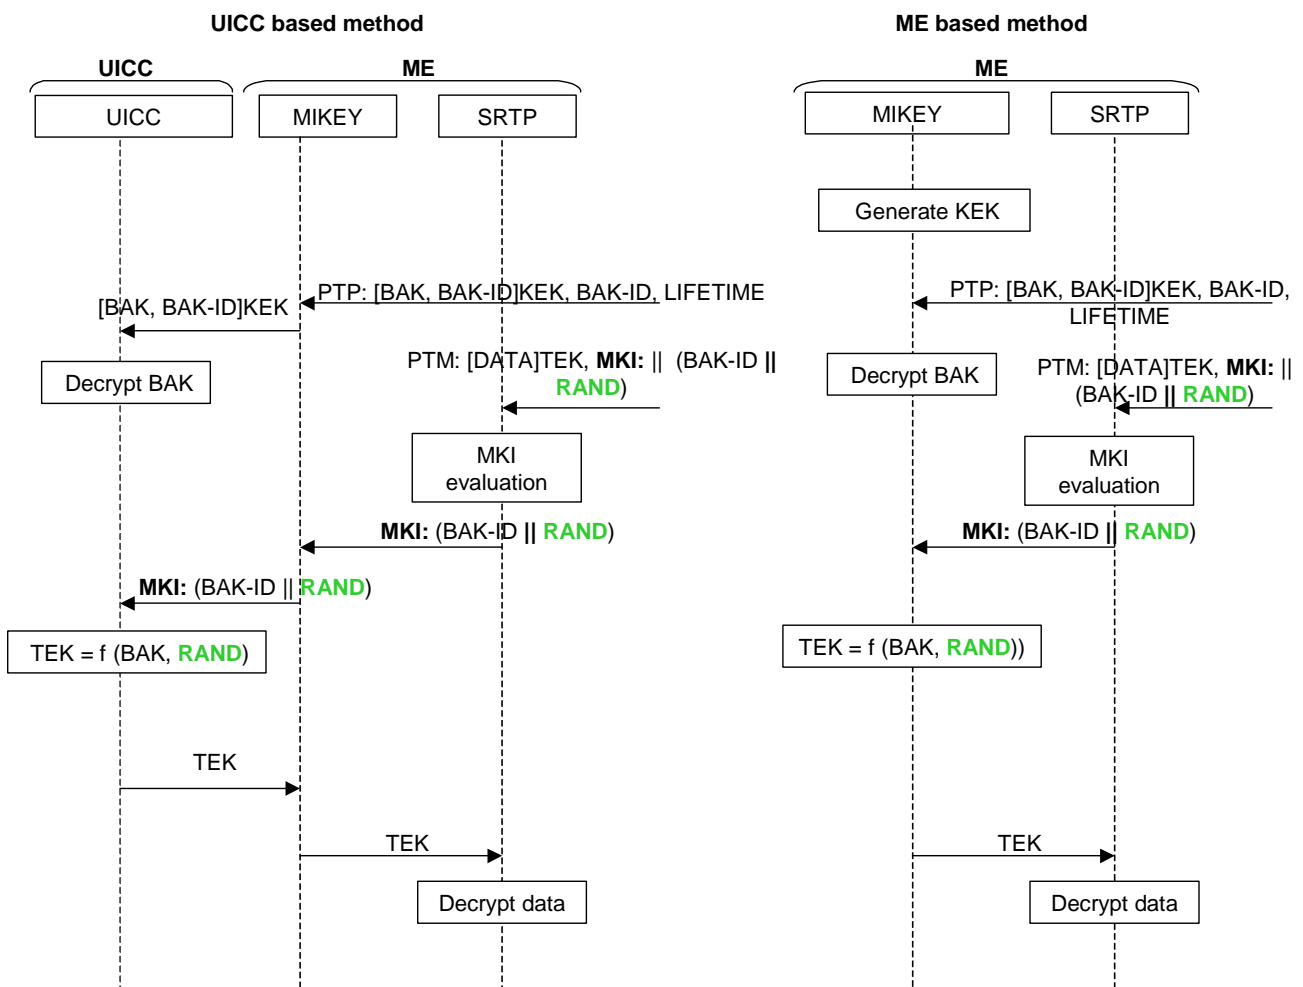 UICC based method
ME based method
UICC
ME
ME
UICC
MIKEY
SRTP
MIKEY
SRTP
Generate KEK
PTP: [BAK, BAK-ID]KEK, BAK-ID, LIFETIME
PTP: [BAK, BAK-ID]KEK, BAK-ID,
LIFETIME
[BAK, BAK-ID]KEK
Decrypt BAK
PTM: [DATA]TEK, MKI: || (BAK-ID ||
RAND)
Decrypt BAK
PTM: [DATA]TEK, MKI: ||
(BAK-ID || RAND)
MKI
evaluation
MKI
evaluation
MKI: (BAK-ID || RAND)
MKI: (BAK-ID || RAND)
MKI: (BAK-ID || RAND)
TEK = f (BAK, RAND)
TEK = f (BAK, RAND))
TEK
TEK
TEK
Decrypt data
Decrypt data